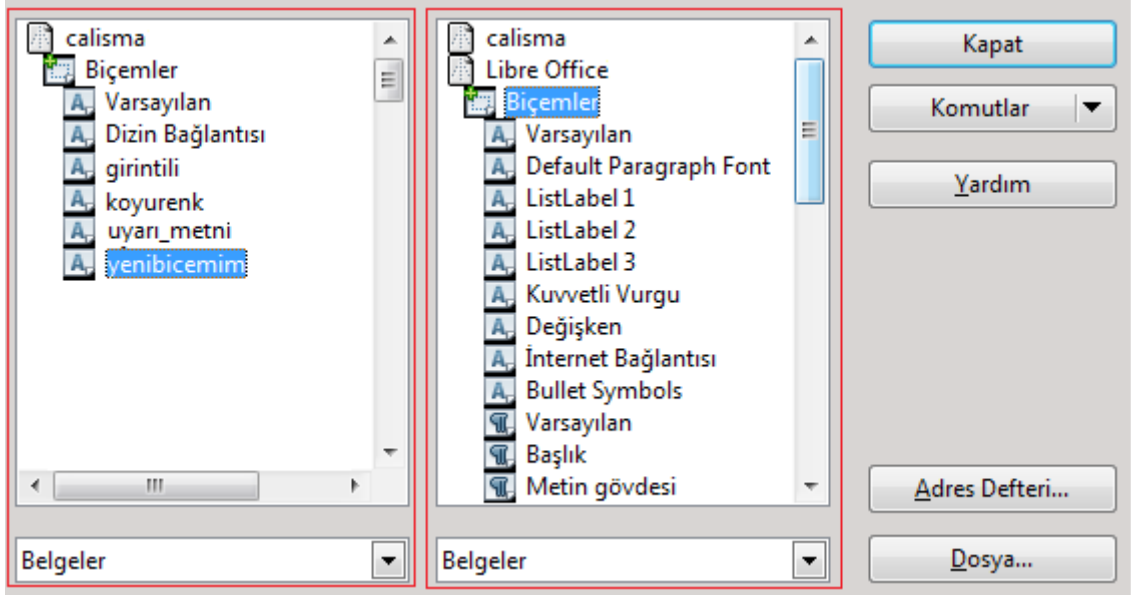 calisma
Biçemler
Varsayılan
Dizin Bağlantısı
girintili
koyurenk
uyarı_metni
yenibicemim
Belgeler
calisma
Libre Office
Biçemler
Varsayılan
Default Paragraph Font
ListLabel 1
ListLabel 2
ListLabel 3
Kuvvetli Vurgu
Değişken
İnternet Bağlantısı
Bullet Symbols
Varsayılan
Başlık
Metin gövdesi
Belgeler
Kapat
Komutlar
Yardım
Adres Defteri...
Dosya...